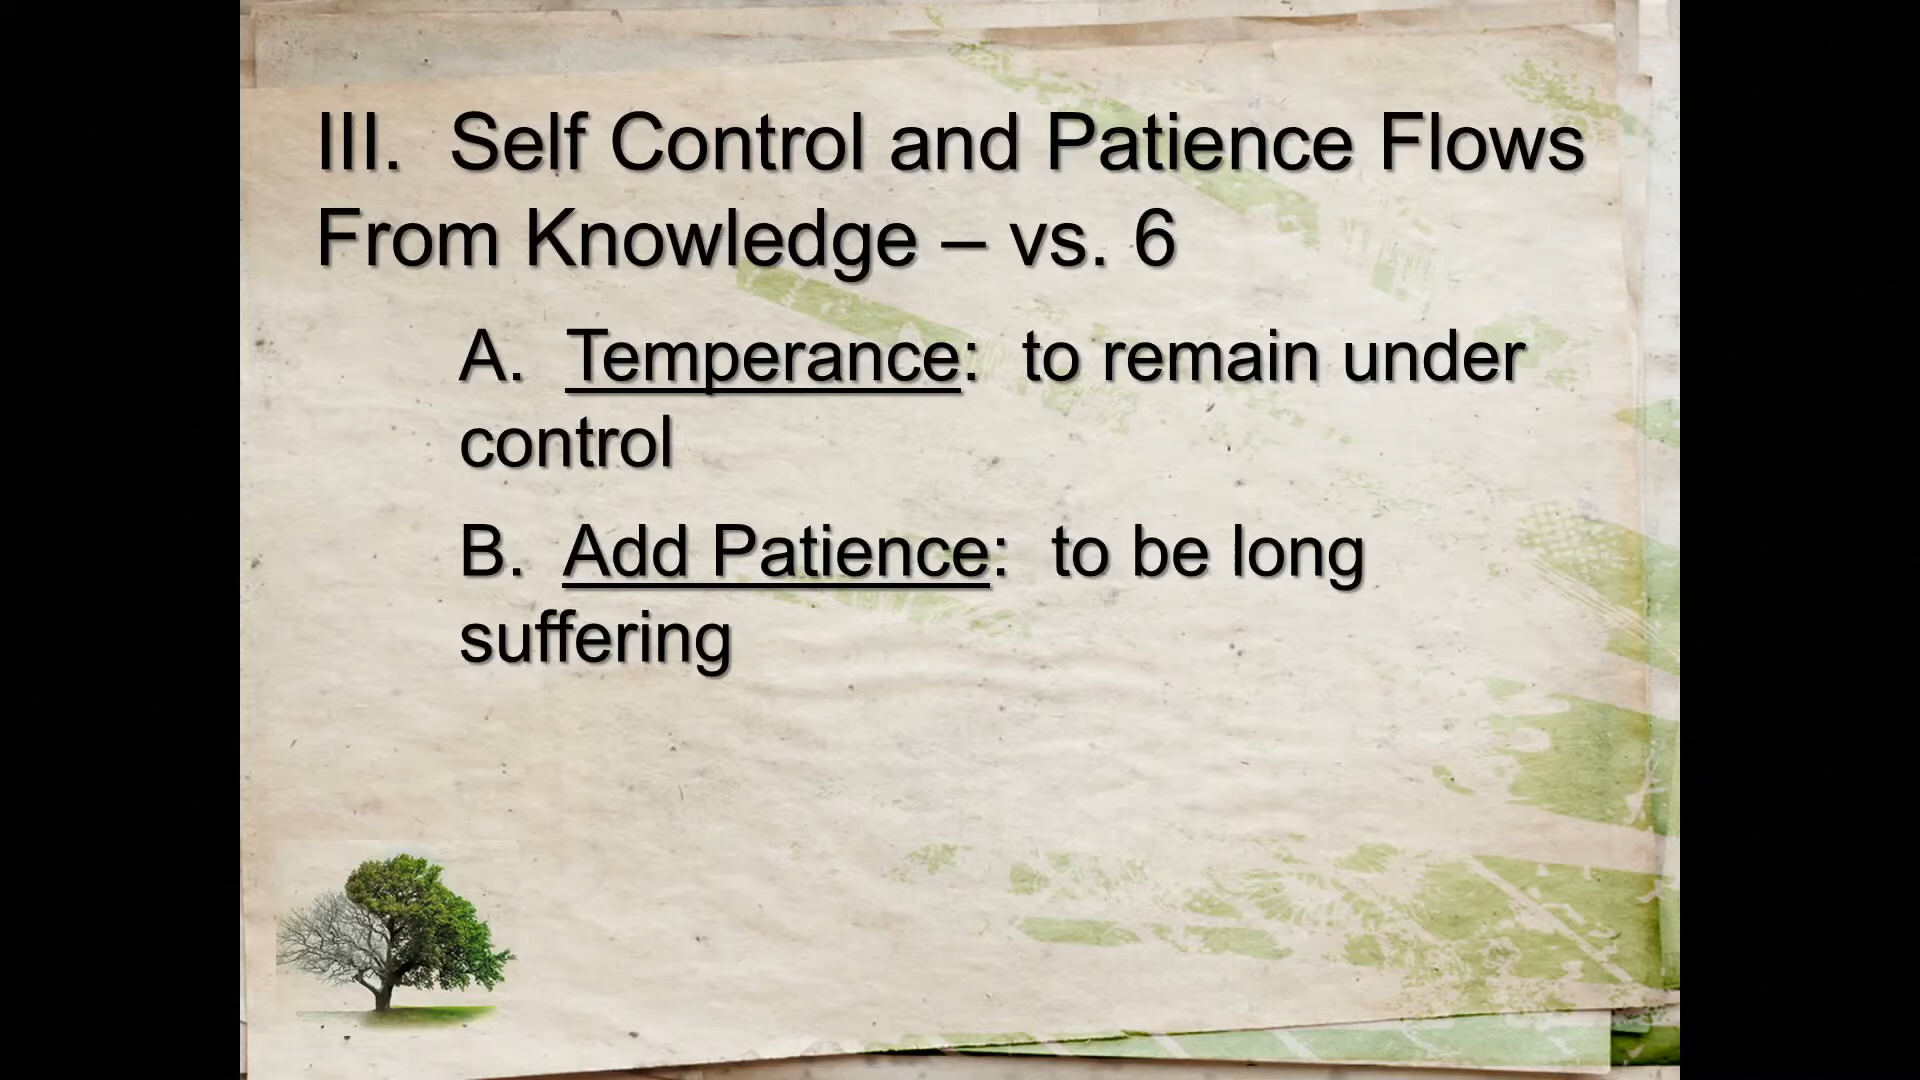 III.  Self Control and Patience Flows
From Knowledge – vs. 6
A.  Temperance:  to remain under
control
B.  Add Patience:  to be long
suffering